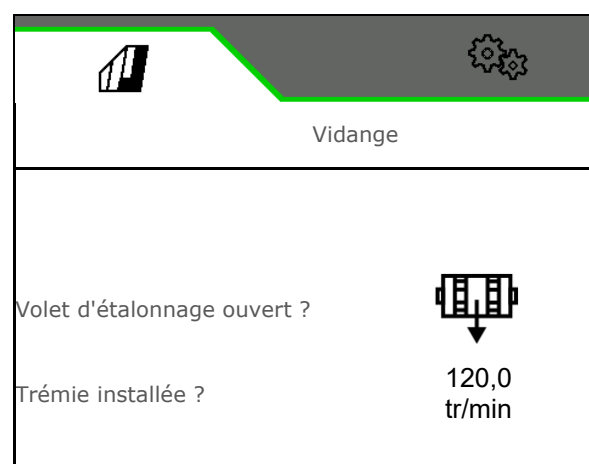 Vidange
Volet d'étalonnage ouvert ?
Trémie installée ?
120,0
tr/min